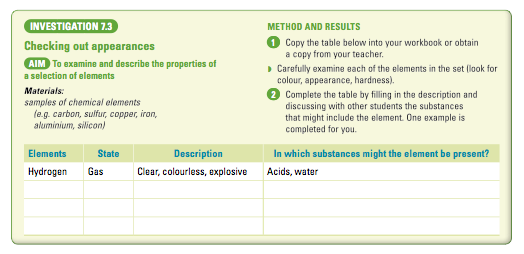 INVESTIGATION 7.3
Checking out appearances
AIM To examine and describe the properties of
a selection of elements
Materials:
samples of chemical elements
(e.g. carbon, sulfur, copper, iron,
aluminium, silicon)
METHOD AND RESULTS
1 Copy the table below into your workbook or obtain
a copy from your teacher.
Carefully examine each of the elements in the set (look for
colour, appearance, hardness).
2 Complete the table by filling in the description and
discussing with other students the substances
that might include the element. One example is
completed for you.
Elements State Description In which substances might the element be present?
Hydrogen Gas Clear, colourless, explosive Acids, water